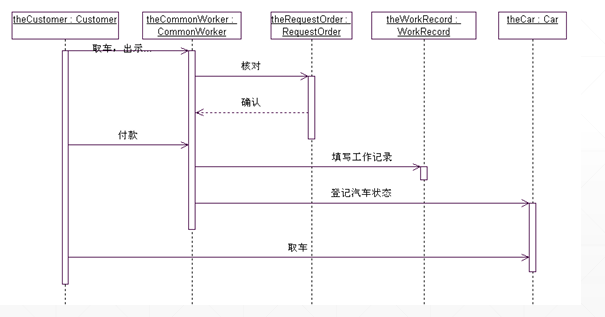 theCustomer : Customer
theCommonWorker :
CommonWorker
theRequestOrder :
RequestOrder
theWorkRecord :
WorkRecord
theCar : Car
取车，出示...
核对
确认
付款
填写工作记录
登记汽车状态
取车